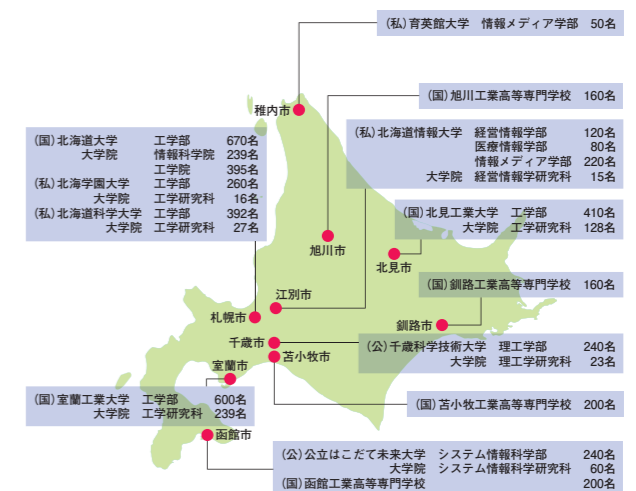 (私)育英館大学 情報メディア学部 50名
稚内市
(国)旭川工業高等専門学校 160名
(国)北海道大学 工学部 670名
大学院 情報科学院 239名
工学院 395名
(私)北海学園大学 工学部 260名
大学院 工学研究科 16名
(私)北海道科学大学 工学部 392名
大学院 工学研究科 27名
(私)北海道情報大学 経営情報学部 120名
医療情報学部 80名
情報メディア学部 220名
大学院 経営情報学研究科 15名
(国)北見工業大学 工学部 410名
大学院 工学研究科 128名
旭川市
北見市
(国)釧路工業高等専門学校 160名
江別市
札幌市
釧路市
千歳市
(公)千歳科学技術大学 理工学部 240名
大学院 理工学研究科 23名
苫小牧市
室蘭市
(国)室蘭工業大学 工学部 600名
大学院 工学研究科 239名
(国)苫小牧工業高等専門学校 200名
函館市
(公)公立はこだて未来大学 システム情報科学部 240名
大学院 システム情報科学研究科 60名
(国)函館工業高等専門学校 200名